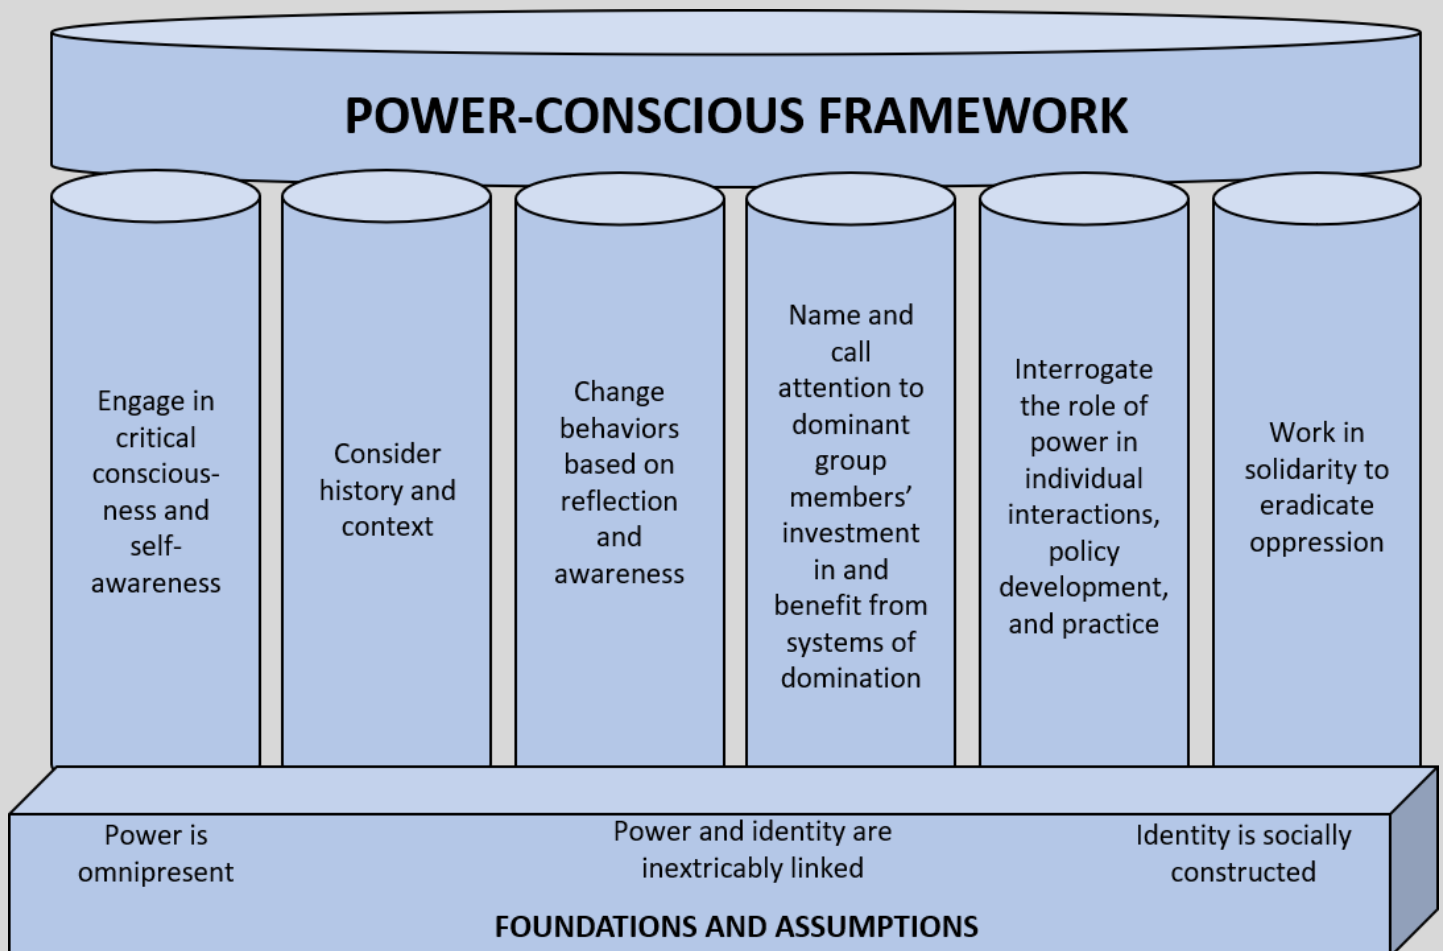 POWER-CONSCIOUS FRAMEWORK
Engage in
critical
conscious-
ness and
self-
awareness
Consider
history and
context
Change
behaviors
based on
reflection
and
awareness
Name and
call
attention to
dominant
group
members’
investment
in and
benefit from
systems of
domination
Interrogate
the role of
power in
individual
interactions,
policy
development,
and practice
Work in
solidarity to
eradicate
oppression
Power is
omnipresent
Power and identity are
inextricably linked
Identity is socially
constructed
FOUNDATIONS AND ASSUMPTIONS